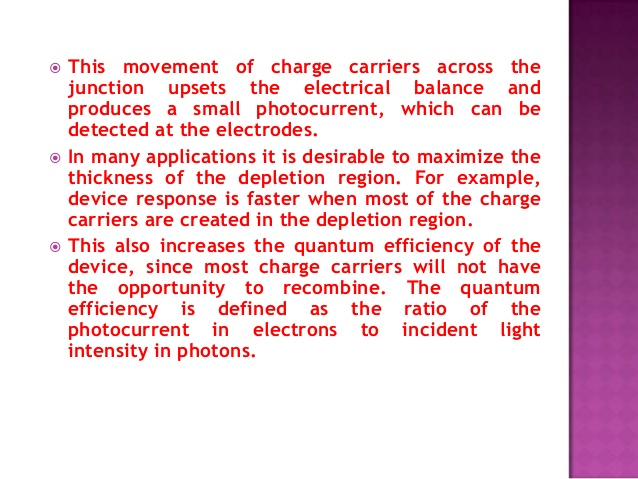 This movement of charge carriers across the
junction upsets the electrical balance and
produces a small photocurrent, which can be
detected at the electrodes.
In many applications it is desirable to maximize the
thickness of the depletion region. For example,
device response is faster when most of the charge
carriers are created in the depletion region.
This also increases the quantum efficiency of the
device, since most charge carriers will not have
the opportunity to recombine. The quantum
efficiency is defined as the ratio of the
photocurrent in electrons to incident light
intensity in photons.